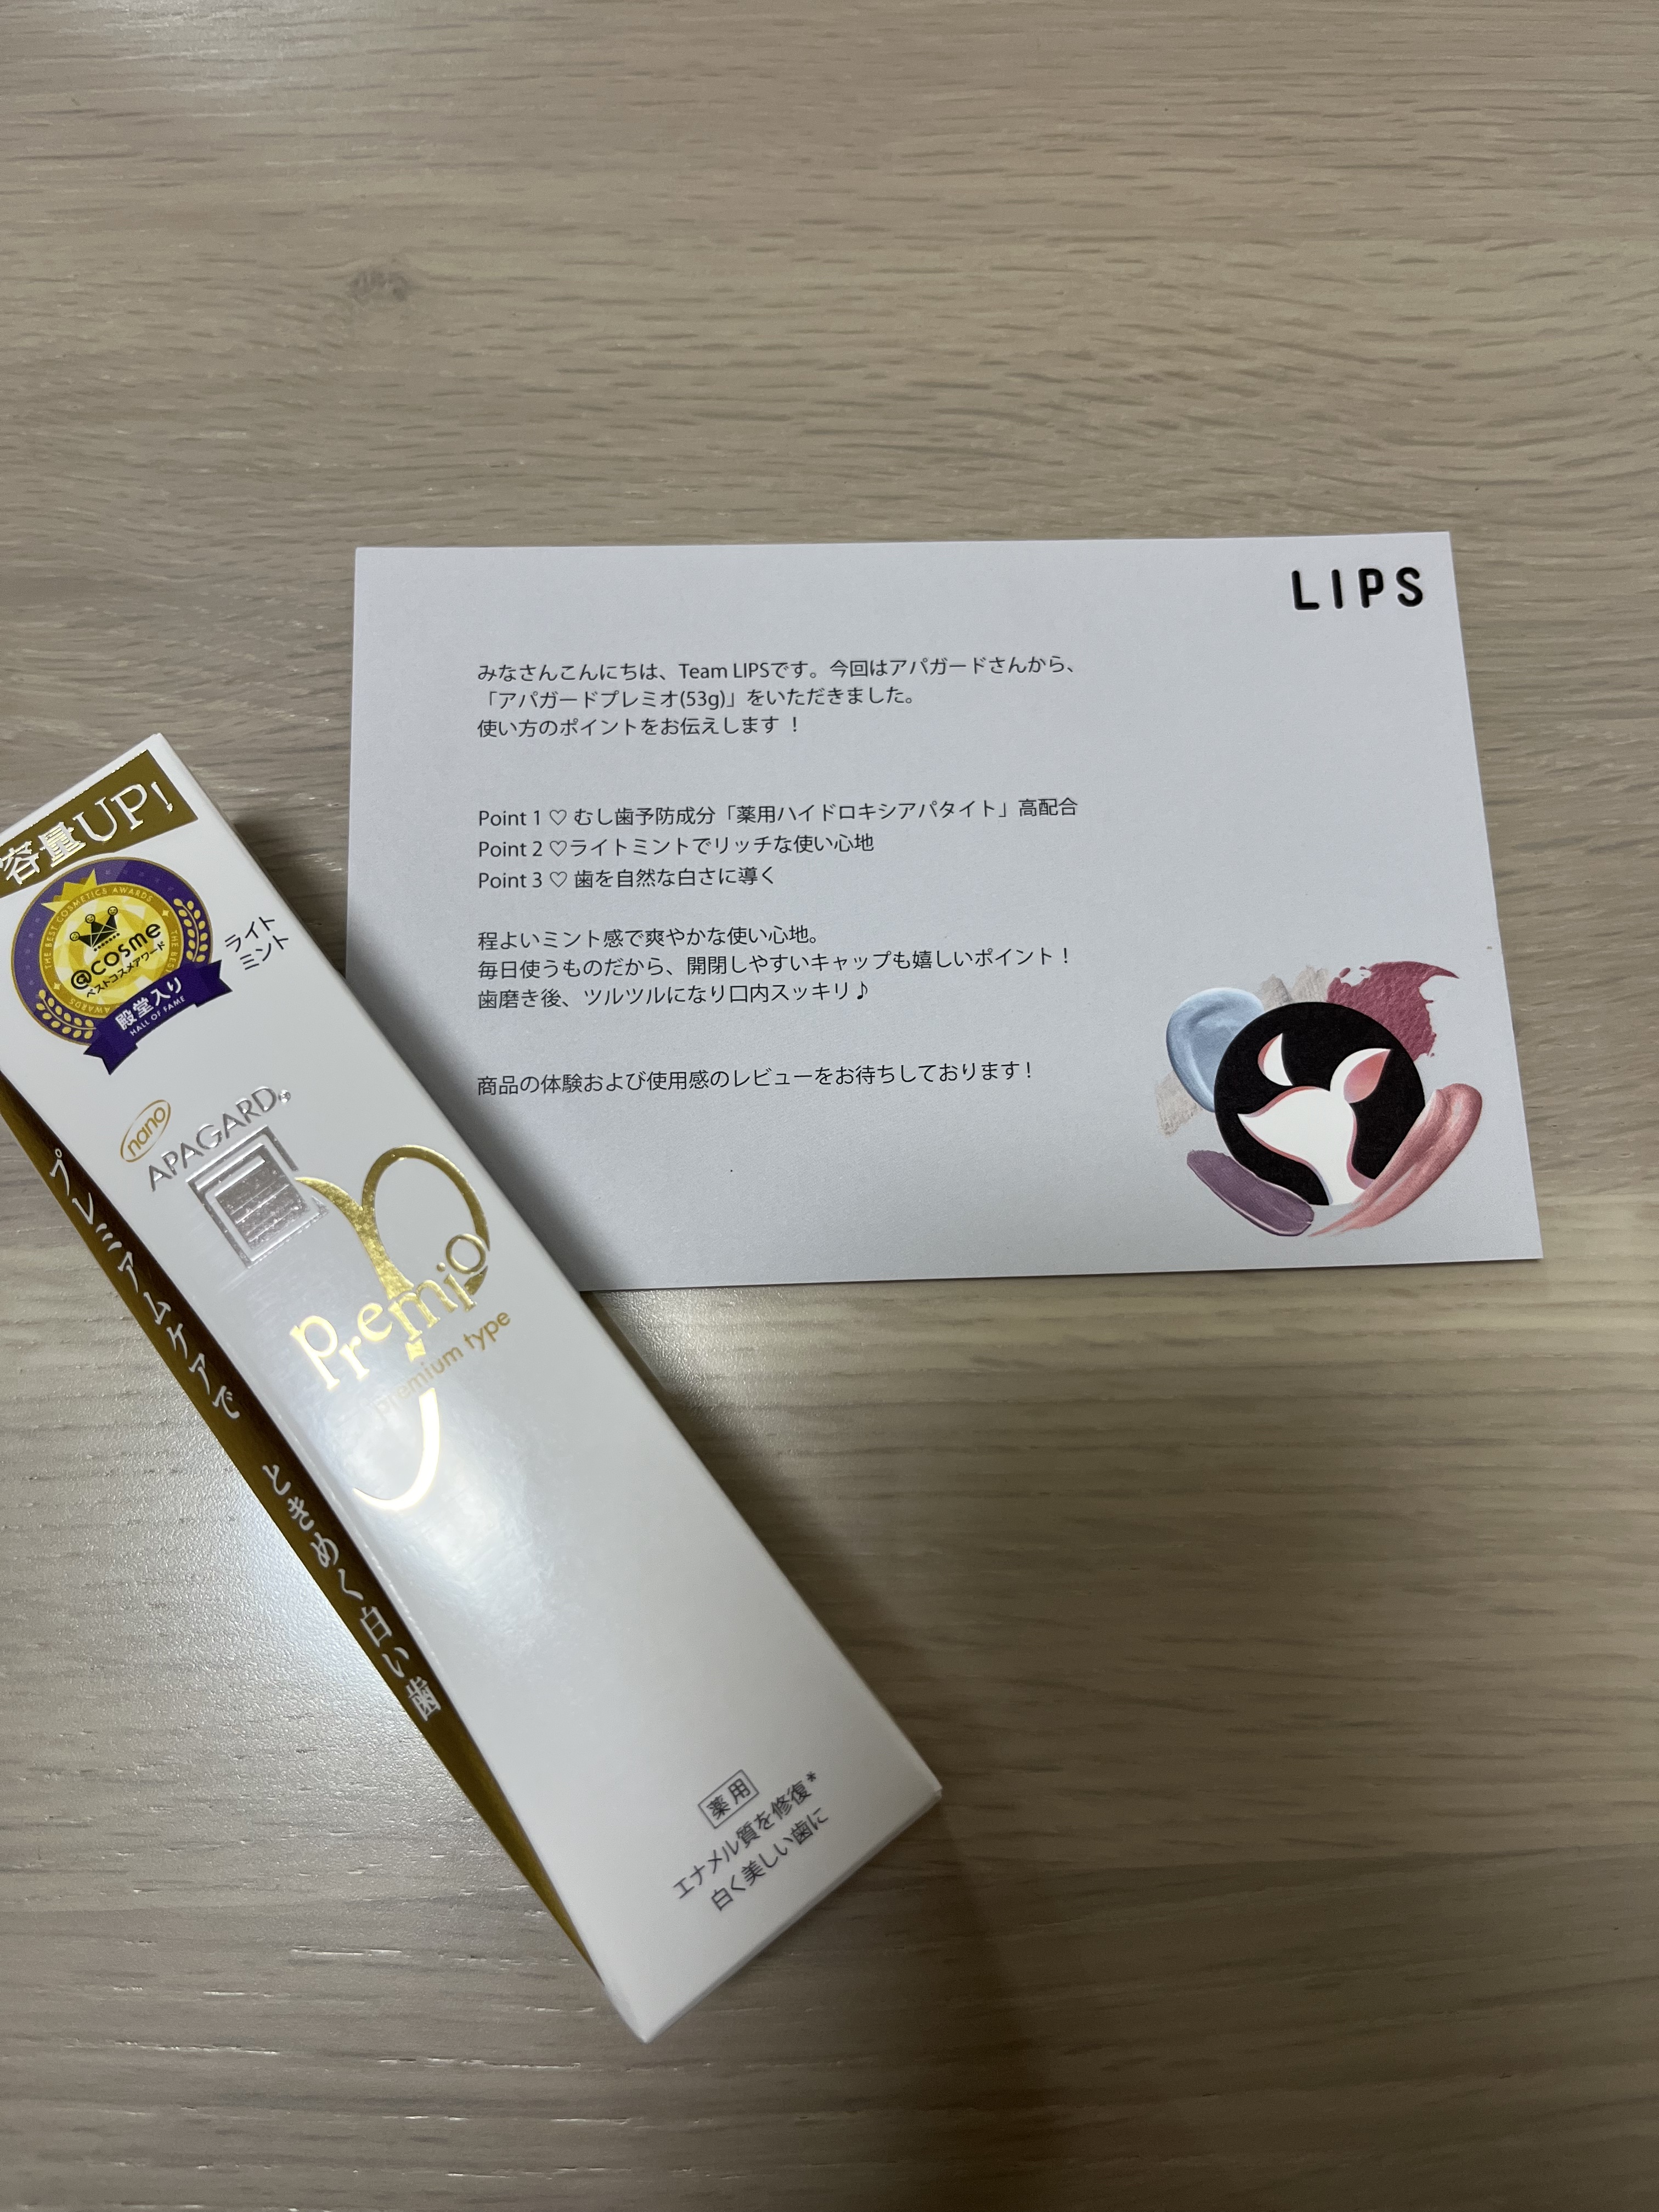 LIPS
みなさんこんにちは、Team LIPSです。今回はアパガードさんから、
「アパガードプレミオ(53g)」をいただきました。
使い方のポイントをお伝えします！
Point 1 ♡ むし歯予防成分「薬用ハイドロキシアパタイト」高配合
Point 2 ♡ライトミントでリッチな使い心地
Point 3 ♡ 歯を自然な白さに導く
程よいミント感で爽やかな使い心地。
毎日使うものだから、開閉しやすいキャップも嬉しいポイント！
歯磨き後、ツルツルになり口内スッキリ♪
商品の体験および使用感のレビューをお待ちしております！
容量UP!
THE BEST COSMETICS AWARDS
@cosme
ベストコスメアワード
殿堂入り
HALL OF FAME
ライト
ミント
nano
APAGARD®
Premio
premium type
プレミアムケアで ときめく白い歯
薬用
エナメル質を修復*
白く美しい歯に